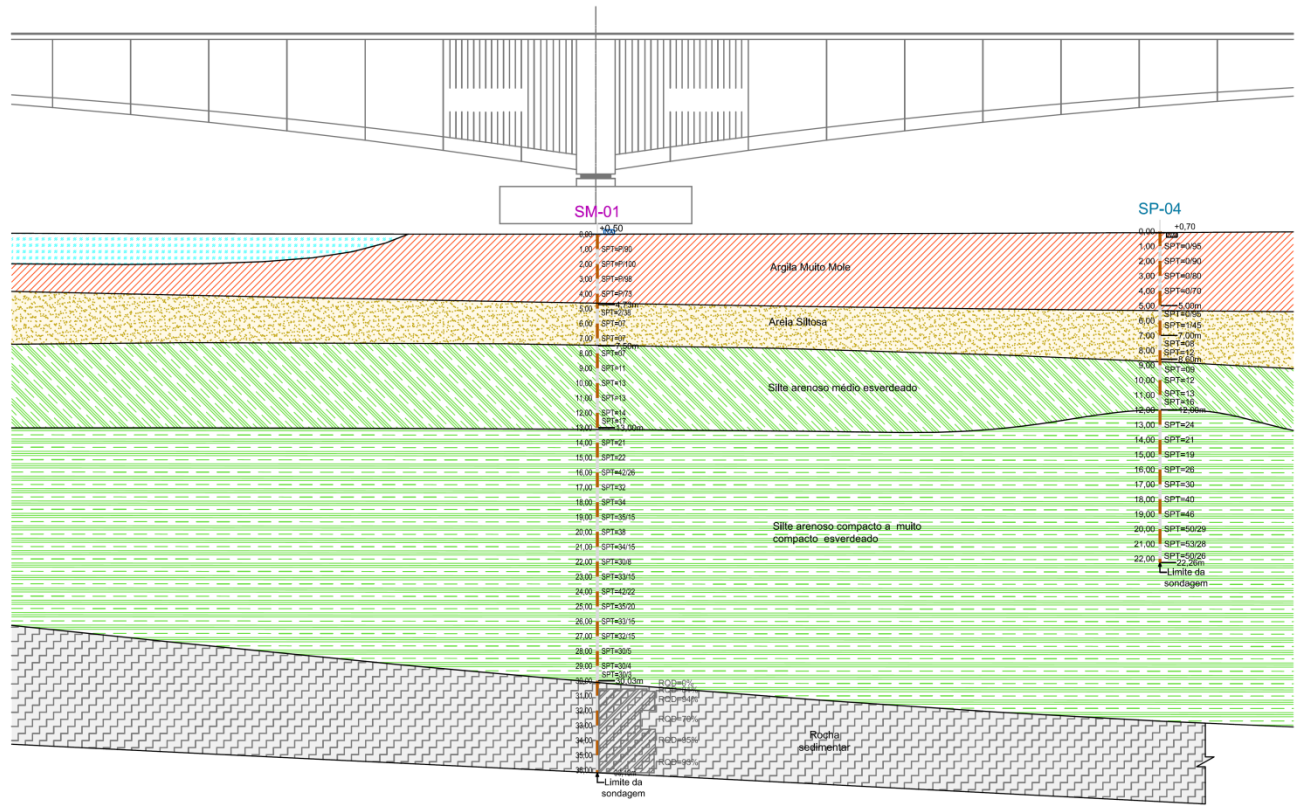 SM-01
+0,50
0,00
1,00 SPT=P/90
2,00 SPT=P/100
3,00 SPT=P/98
4,00 SPT=P/73
4,75m
5,00 SPT=2/38
6,00 SPT=07
7,00 SPT=07
7,50m
8,00 SPT=07
9,00 SPT=11
10,00 SPT=13
11,00 SPT=13
12,00 SPT=14
SPT=17
13,00 13,00m
14,00 SPT=21
15,00 SPT=22
16,00 SPT=42/26
17,00 SPT=32
18,00 SPT=34
19,00 SPT=35/15
20,00 SPT=38
21,00 SPT=34/15
22,00 SPT=30/8
23,00 SPT=33/15
24,00 SPT=42/22
25,00 SPT=35/20
26,00 SPT=33/15
27,00 SPT=32/15
28,00 SPT=30/5
29,00 SPT=30/4
30,00 30,03m
RQD=0%
31,00
RQD=94%
32,00
RQD=70%
33,00
34,00
RQD=95%
35,00
RQD=93%
36,00
Limite da
sondagem
Argila Muito Mole
Areia Siltosa
Silte arenoso médio esverdeado
Silte arenoso compacto a muito
compacto esverdeado
Rocha
sedimentar
SP-04
+0,70
0,00
1,00 SPT=0/95
2,00 SPT=0/90
3,00 SPT=0/80
4,00 SPT=0/70
5,00 5,00m
SPT=0/95
6,00 SPT=1/45
7,00 7,00m
SPT=08
8,00 SPT=12
8,60m
9,00 SPT=09
10,00 SPT=12
11,00 SPT=13
SPT=16
12,00 12,00m
13,00 SPT=24
14,00 SPT=21
15,00 SPT=19
16,00 SPT=26
17,00 SPT=30
18,00 SPT=40
19,00 SPT=46
20,00 SPT=50/29
21,00 SPT=53/28
22,00 SPT=50/26
22,26m
Limite da
sondagem